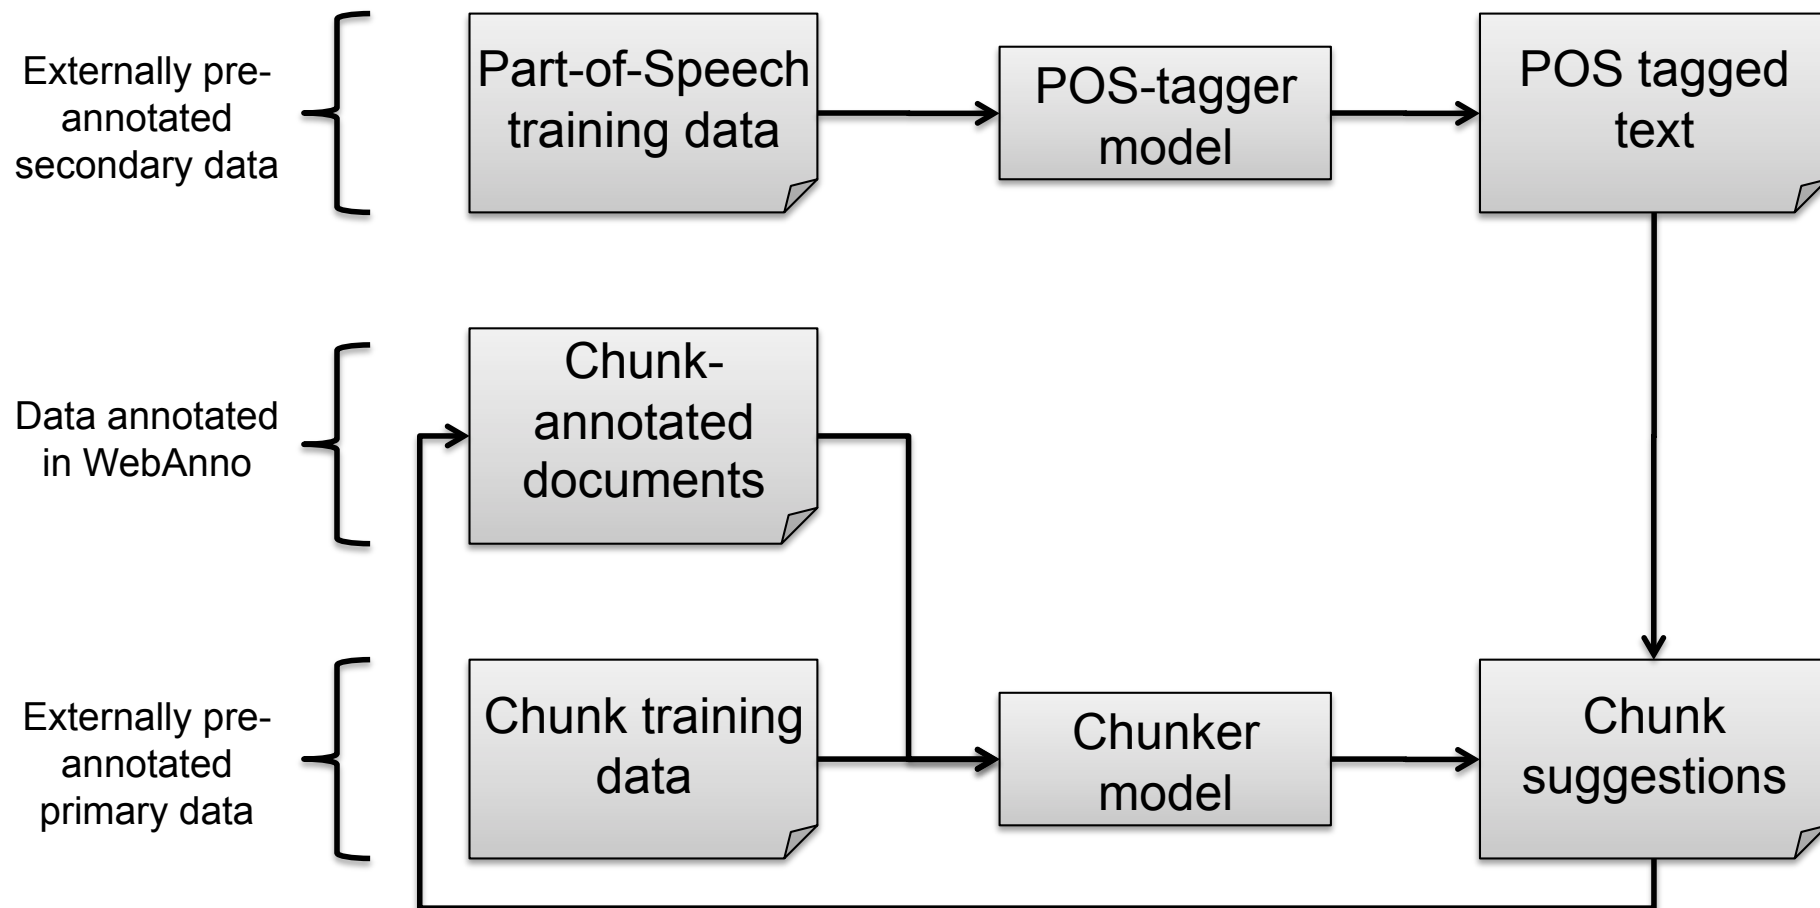 Externally pre-
annotated
secondary data
Part-of-Speech
training data
POS-tagger
model
POS tagged
text
Data annotated
in WebAnno
Chunk-
annotated
documents
Externally pre-
annotated
primary data
Chunk training
data
Chunker
model
Chunk
suggestions